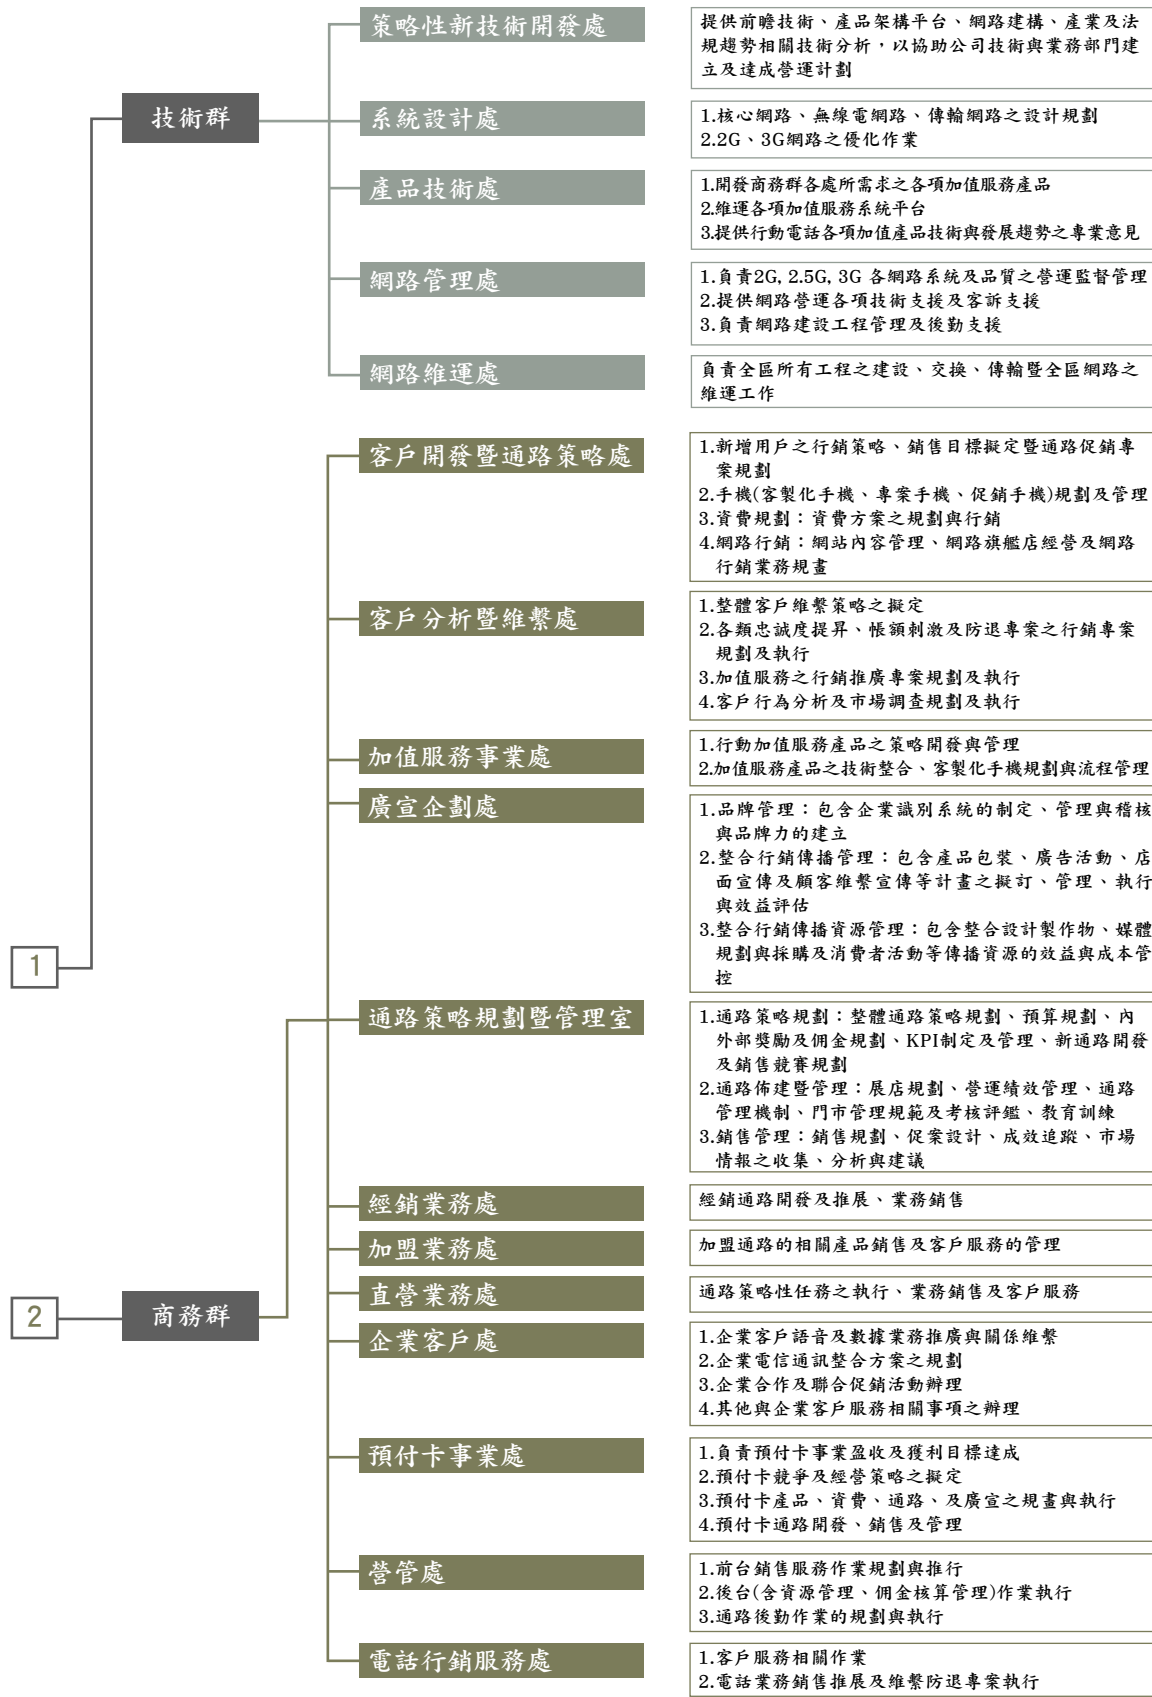 策略性新技術開發處
提供前瞻技術、產品架構平台、網路建構、產業及法
規趨勢相關技術分析，以協助公司技術與業務部門建
立及達成營運計劃
技術群
系統設計處
1.核心網路、無線電網路、傳輸網路之設計規劃
2.2G、3G網路之優化作業
產品技術處
1.開發商務群各處所需求之各項加值服務產品
2.維運各項加值服務系統平台
3.提供行動電話各項加值產品技術與發展趨勢之專業意見
網路管理處
1.負責2G, 2.5G, 3G 各網路系統及品質之營運監督管理
2.提供網路營運各項技術支援及客訴支援
3.負責網路建設工程管理及後勤支援
網路維運處
負責全區所有工程之建設、交換、傳輸暨全區網路之
維運工作
客戶開發暨通路策略處
1.新增用戶之行銷策略、銷售目標擬定暨通路促銷專
案規劃
2.手機(客製化手機、專案手機、促銷手機)規劃及管理
3.資費規劃：資費方案之規劃與行銷
4.網路行銷：網站內容管理、網路旗艦店經營及網路
行銷業務規畫
客戶分析暨維繫處
1.整體客戶維繫策略之擬定
2.各類忠誠度提昇、帳額刺激及防退專案之行銷專案
規劃及執行
3.加值服務之行銷推廣專案規劃及執行
4.客戶行為分析及市場調查規劃及執行
加值服務事業處
1.行動加值服務產品之策略開發與管理
2.加值服務產品之技術整合、客製化手機規劃與流程管理
廣宣企劃處
1.品牌管理：包含企業識別系統的制定、管理與稽核
與品牌力的建立
2.整合行銷傳播管理：包含產品包裝、廣告活動、店
面宣傳及顧客維繫宣傳等計畫之擬訂、管理、執行
與效益評估
3.整合行銷傳播資源管理：包含整合設計製作物、媒體
規劃與採購及消費者活動等傳播資源的效益與成本管
控
1
通路策略規劃暨管理室
1.通路策略規劃：整體通路策略規劃、預算規劃、內
外部獎勵及佣金規劃、KPI制定及管理、新通路開發
及銷售競賽規劃
2.通路佈建暨管理：展店規劃、營運績效管理、通路
管理機制、門市管理規範及考核評鑑、教育訓練
3.銷售管理：銷售規劃、促案設計、成效追蹤、市場
情報之收集、分析與建議
經銷業務處
經銷通路開發及推展、業務銷售
加盟業務處
加盟通路的相關產品銷售及客戶服務的管理
直營業務處
通路策略性任務之執行、業務銷售及客戶服務
2
商務群
企業客戶處
1.企業客戶語音及數據業務推廣與關係維繫
2.企業電信通訊整合方案之規劃
3.企業合作及聯合促銷活動辦理
4.其他與企業客戶服務相關事項之辦理
預付卡事業處
1.負責預付卡事業盈收及獲利目標達成
2.預付卡競爭及經營策略之擬定
3.預付卡產品、資費、通路、及廣宣之規畫與執行
4.預付卡通路開發、銷售及管理
營管處
1.前台銷售服務作業規劃與推行
2.後台(含資源管理、佣金核算管理)作業執行
3.通路後勤作業的規劃與執行
電話行銷服務處
1.客戶服務相關作業
2.電話業務銷售推展及維繫防退專案執行